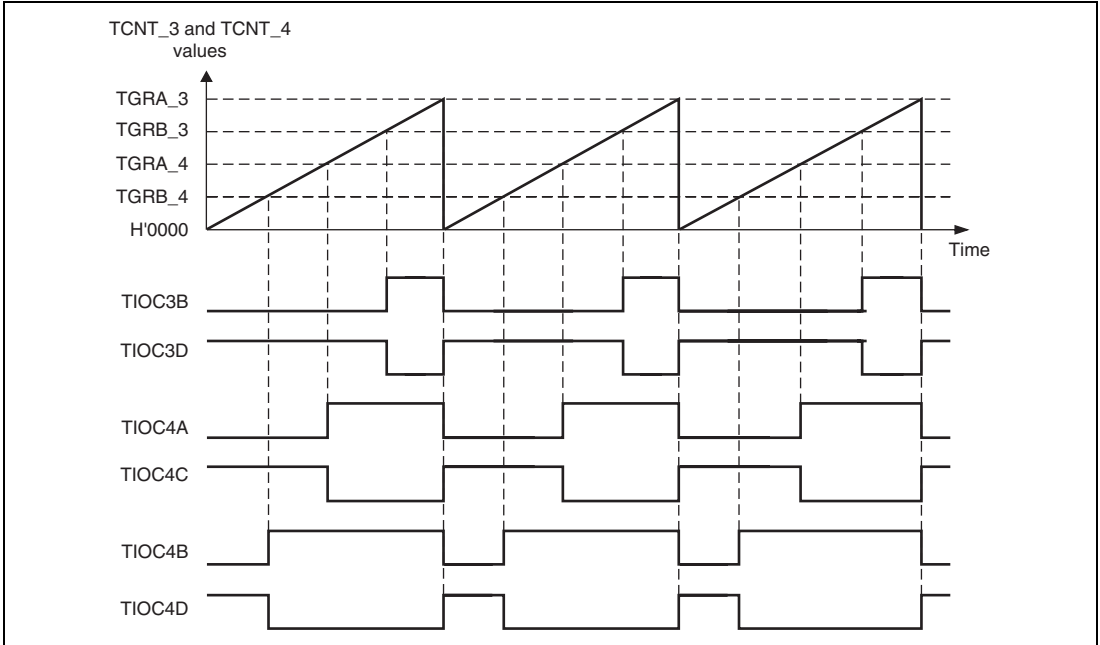 TCNT_3 and TCNT_4
values
TGRA_3
TGRB_3
TGRA_4
TGRB_4
H'0000
Time
TIOC3B
TIOC3D
TIOC4A
TIOC4C
TIOC4B
TIOC4D